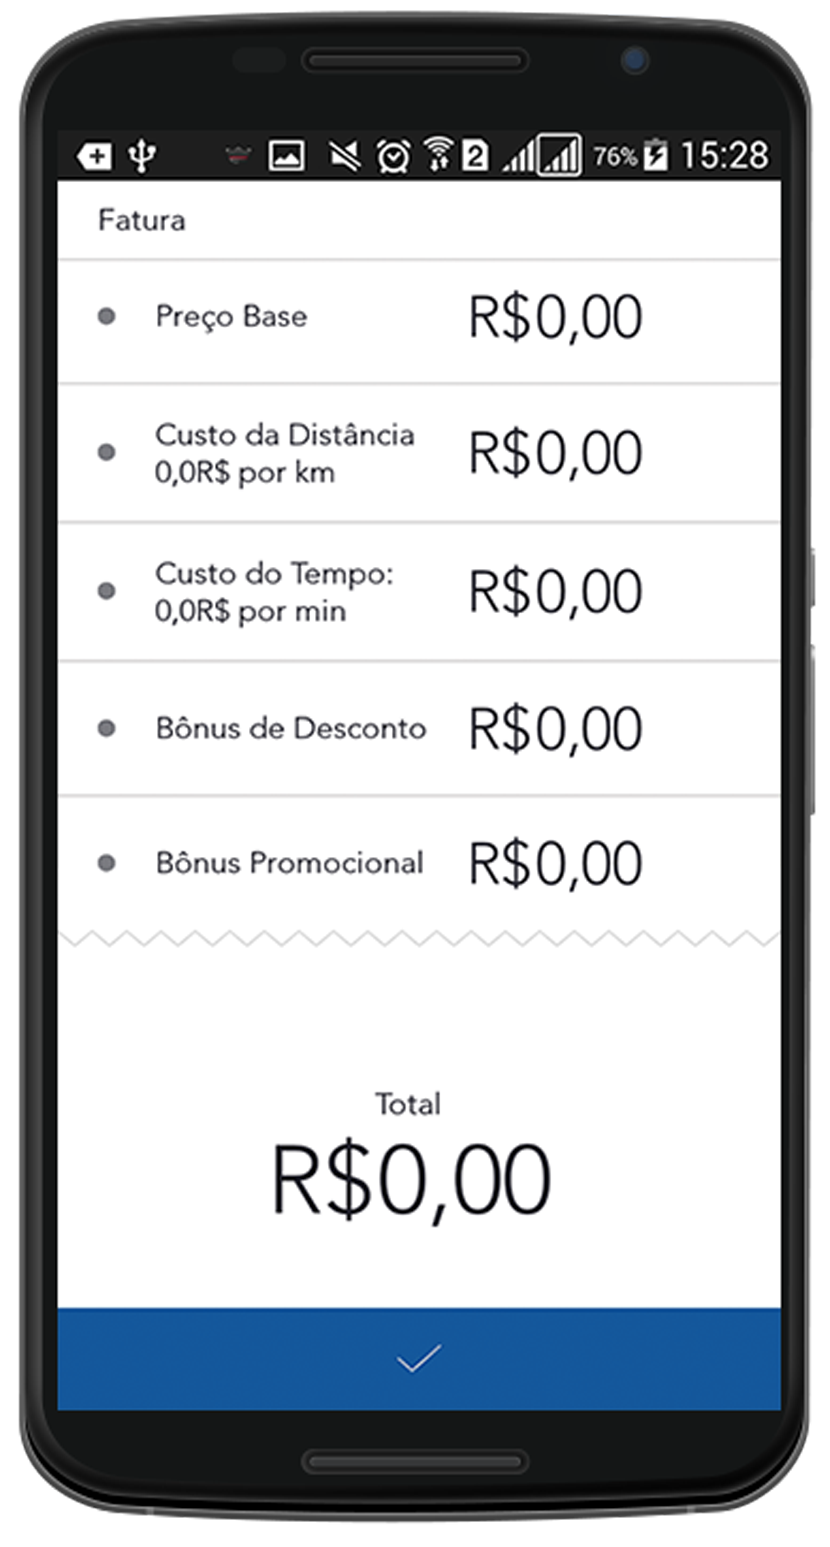 2 76% 15:28
Fatura
Preço Base R$0,00
Custo da Distância
0,0R$ por km
R$0,00
Custo do Tempo:
0,0R$ por min
R$0,00
Bônus de Desconto R$0,00
Bônus Promocional R$0,00
Total
R$0,00